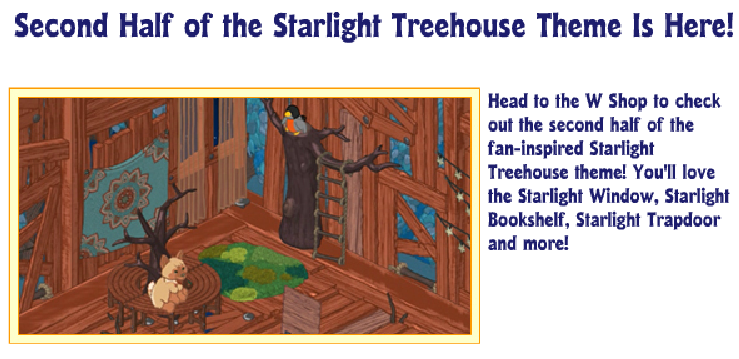 Second Half of the Starlight Treehouse Theme Is Here!
Head to the W Shop to check
out the second half of the
fan-inspired Starlight
Treehouse theme! You'll love
the Starlight Window, Starlight
Bookshelf, Starlight Trapdoor
and more!